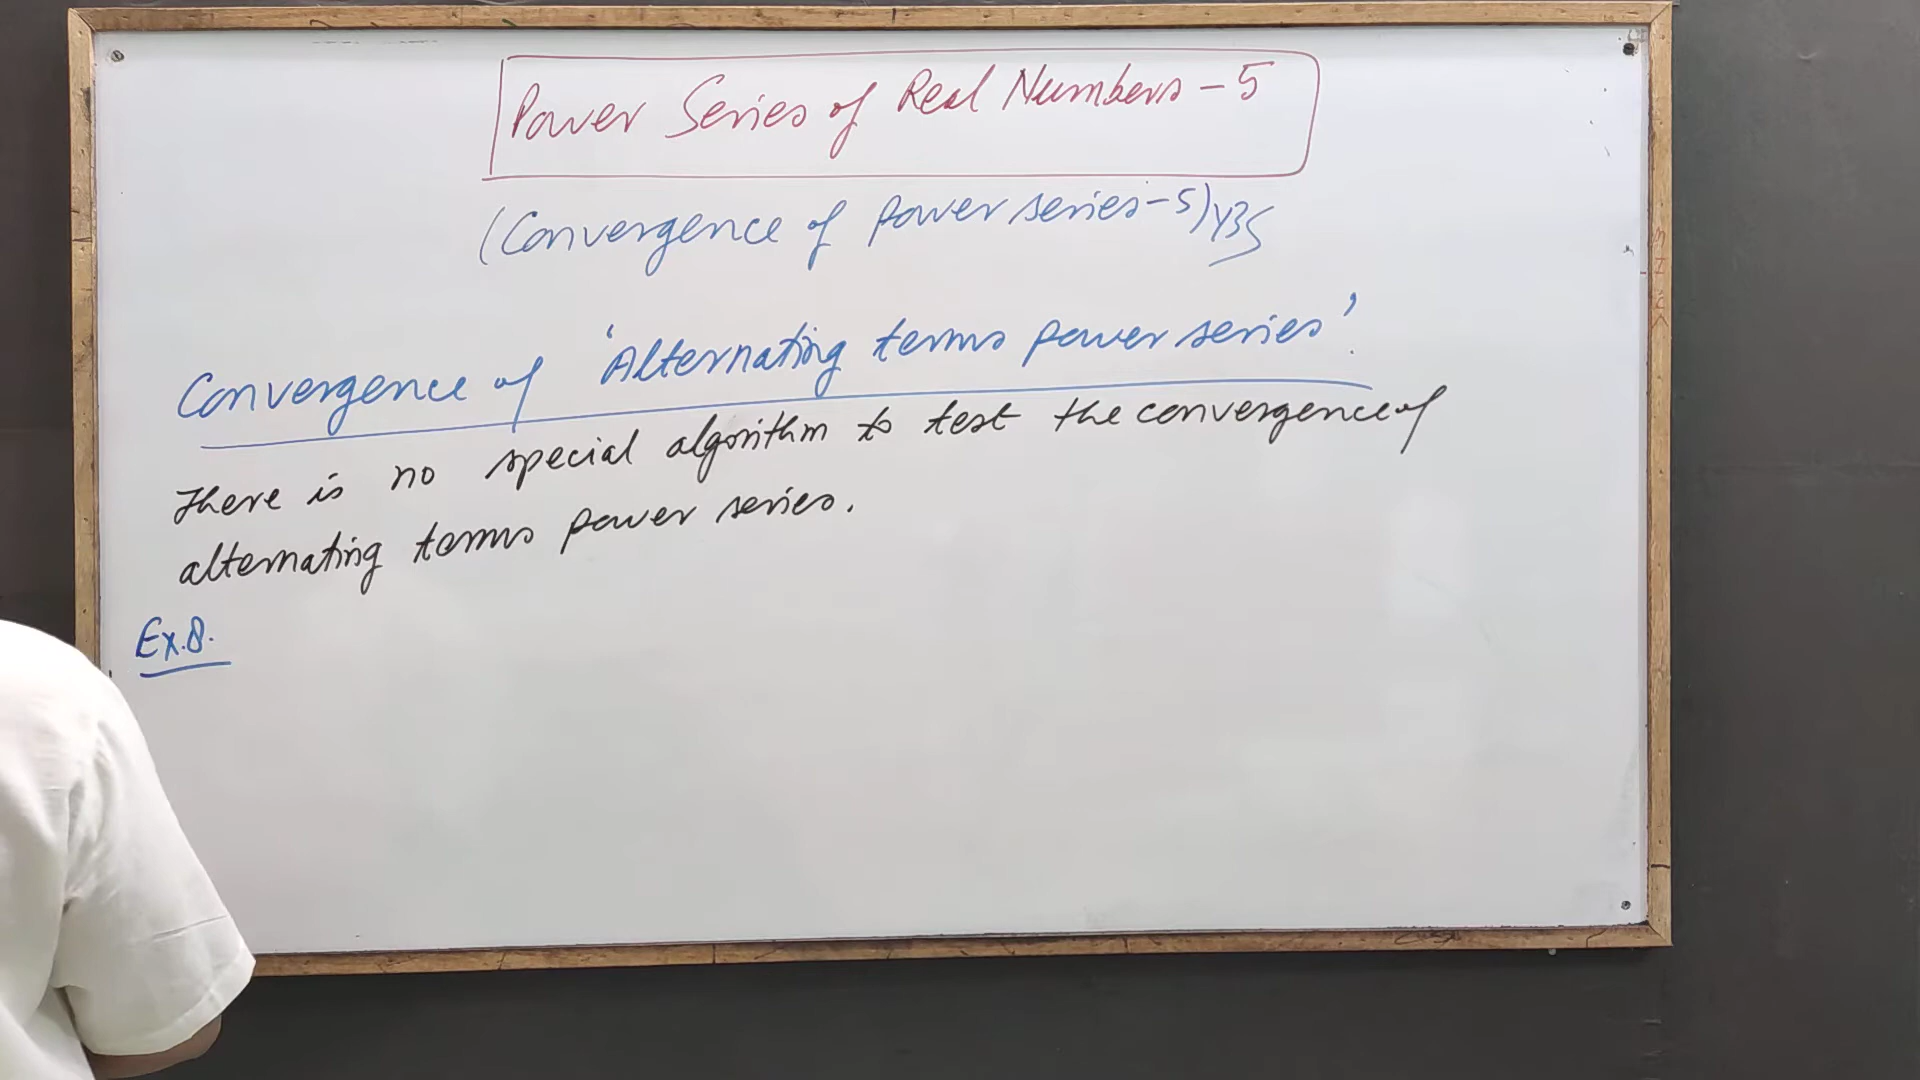 Power Series of Real Numbers-5
(Convergence of power series-5) YBS
Convergence of 'Alternating terms power series'.
There is no special algorithm to test the convergence of
alternating terms power series.
Ex.8.